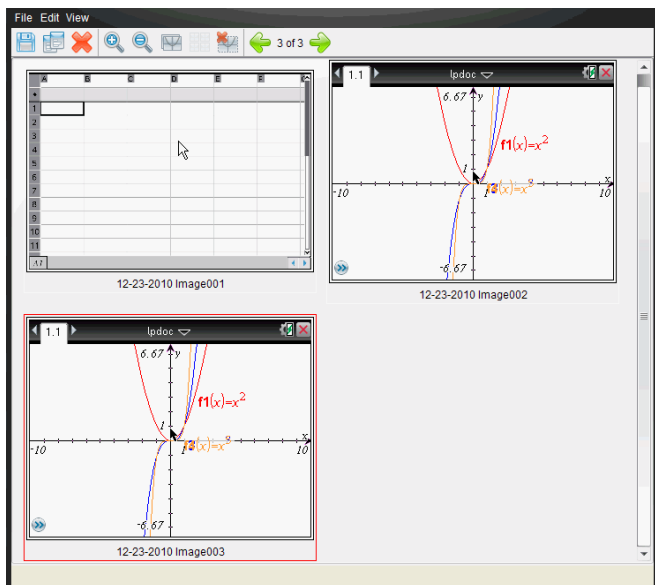 File Edit View
3 of 3
A B C D E F
1
2
3
4
5
6
7
8
9
10
11
A1
12-23-2010 Image001
1.1 lpdoc
6.67 y
f1(x)=x²
1
x
-10 10
-6.67
12-23-2010 Image002
1.1 lpdoc
6.67 y
f1(x)=x²
1
x
-10 10
-6.67
12-23-2010 Image003